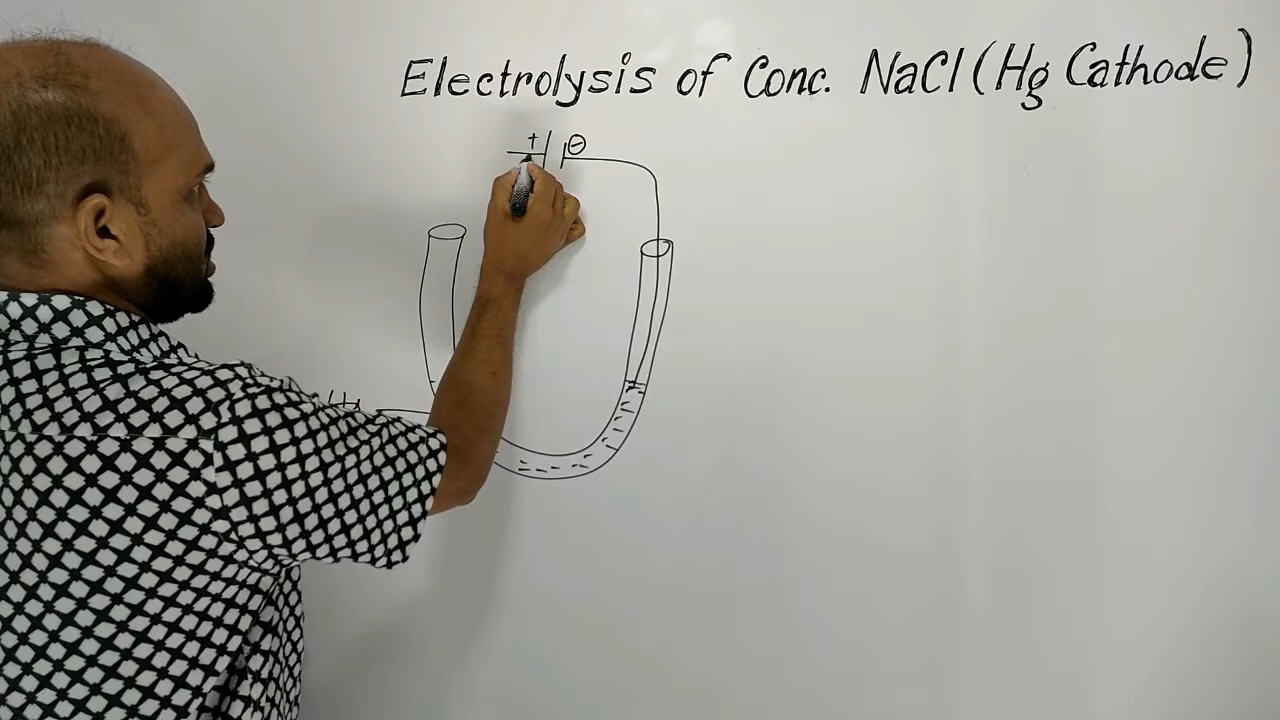 Electrolysis of Conc. NaCl (Hg Cathode)
+ -